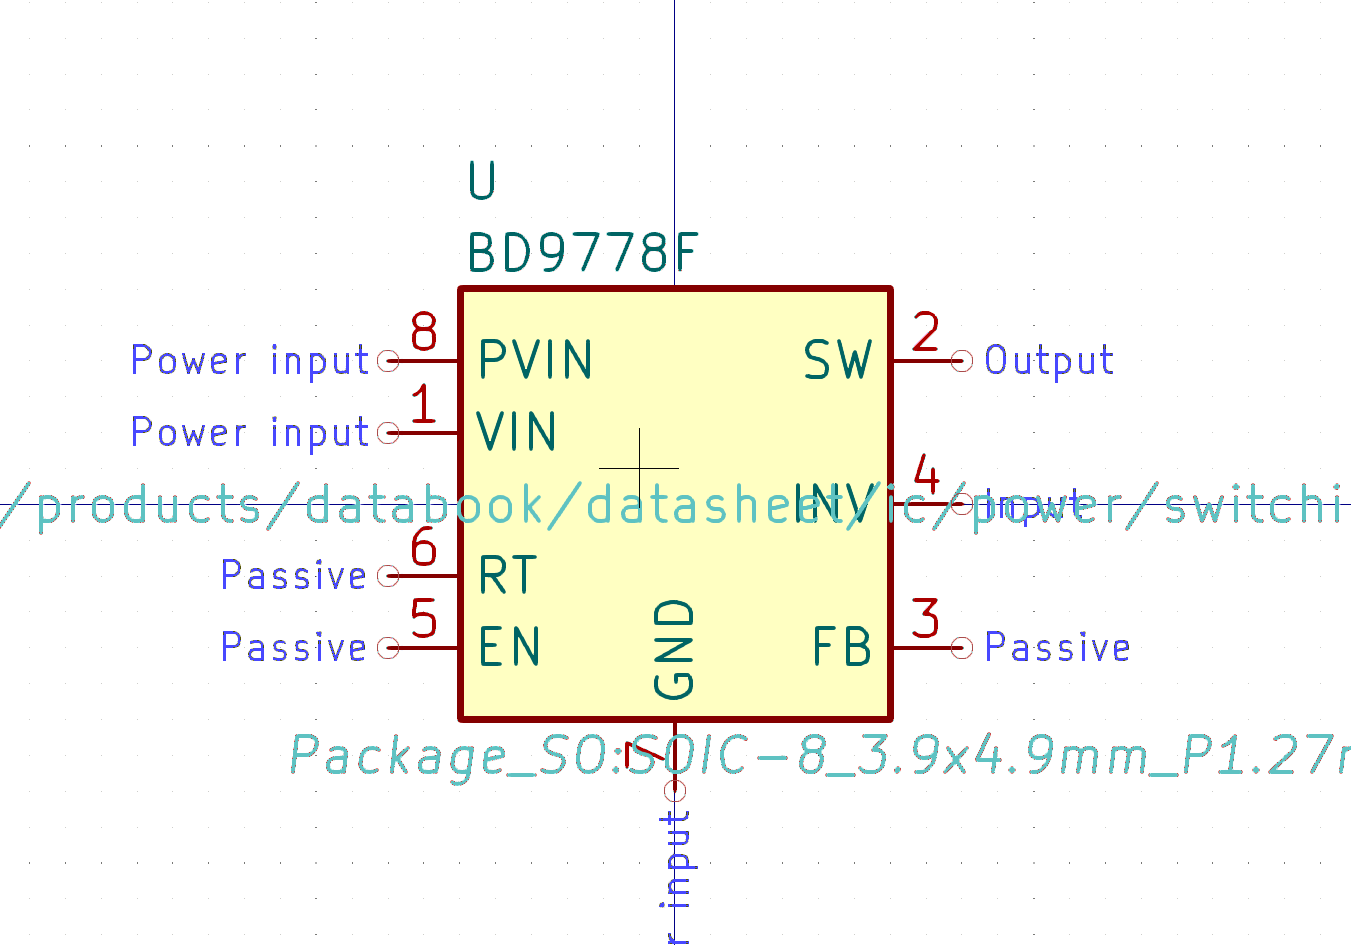 U
BD9778F
8
2
Power input
PVIN
SW
Output
1
Power input
VIN
4
INV
Input
/products/databook/datasheet/ic/power/switchi
6
Passive
RT
5
3
Passive
EN
GND
FB
Passive
7
Package_SO:SOIC-8_3.9x4.9mm_P1.27
r input